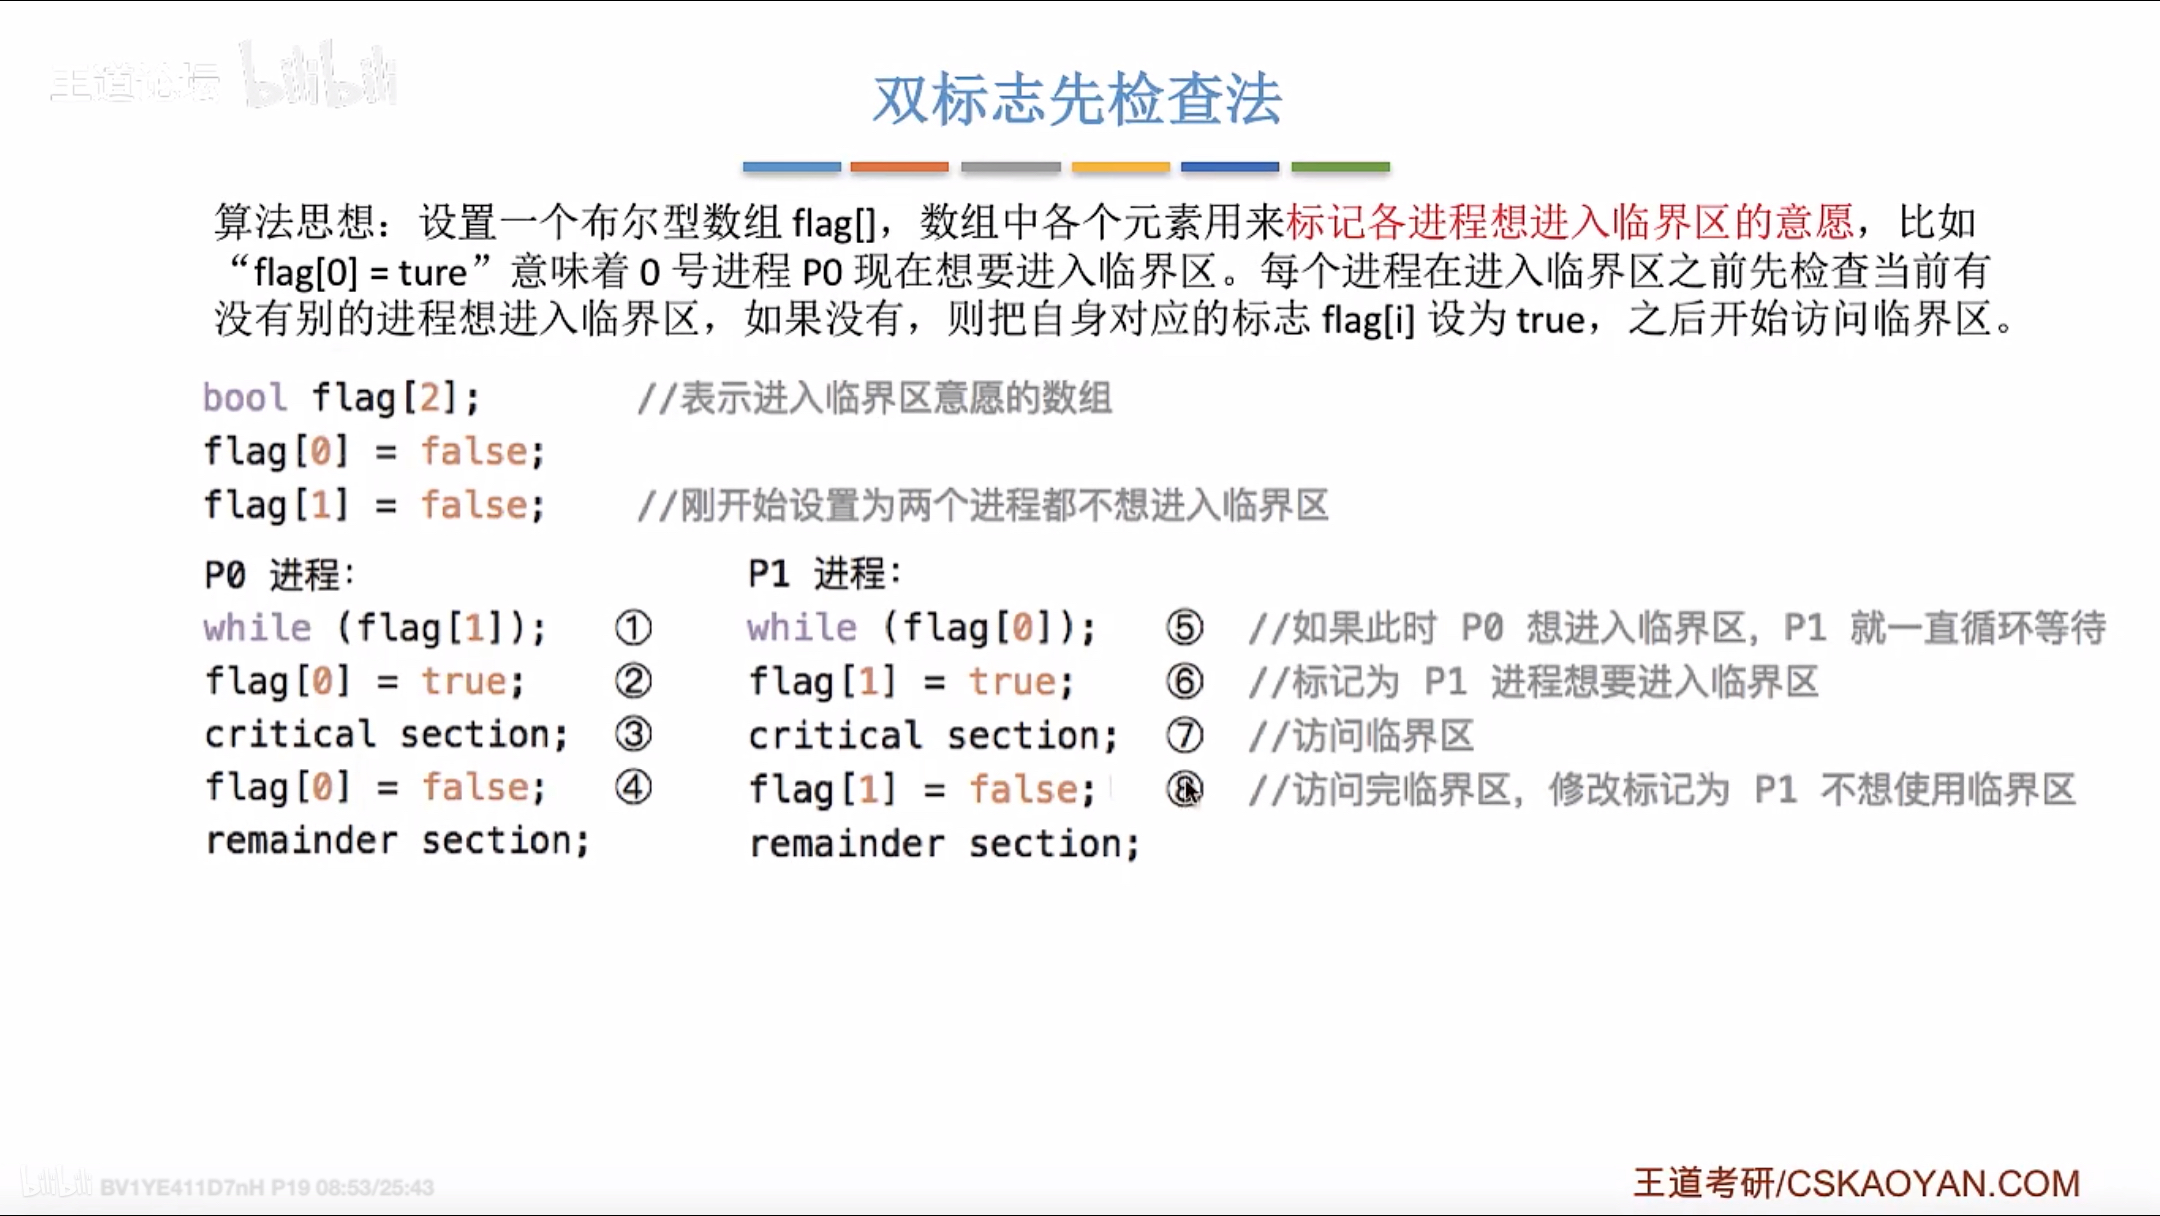 王道论坛 bilibili
双标志先检查法
算法思想：设置一个布尔型数组 flag[]，数组中各个元素用来标记各进程想进入临界区的意愿，比如
“flag[0] = ture”意味着 0 号进程 P0 现在想要进入临界区。每个进程在进入临界区之前先检查当前有
没有别的进程想进入临界区，如果没有，则把自身对应的标志 flag[i] 设为 true，之后开始访问临界区。
bool flag[2]; //表示进入临界区意愿的数组
flag[0] = false;
flag[1] = false; //刚开始设置为两个进程都不想进入临界区
P0 进程： P1 进程：
while (flag[1]); ① while (flag[0]); ⑤ //如果此时 P0 想进入临界区，P1 就一直循环等待
flag[0] = true; ② flag[1] = true; ⑥ //标记为 P1 进程想要进入临界区
critical section; ③ critical section; ⑦ //访问临界区
flag[0] = false; ④ flag[1] = false; ⑧ //访问完临界区，修改标记为 P1 不想使用临界区
remainder section; remainder section;
bilibili BV1YE411D7nH P19 08:53/25:43
王道考研/CSKAOYAN.COM